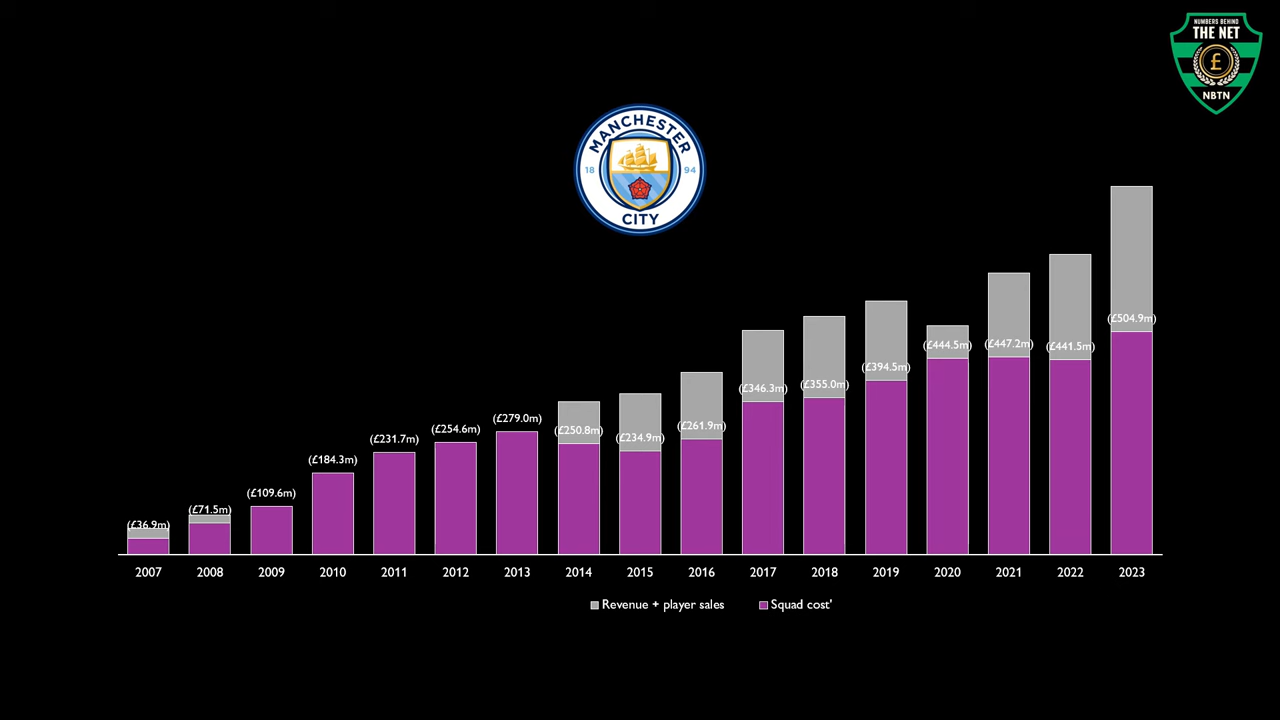 NUMBERS BEHIND
THE NET
£
NBTN
MANCHESTER
18 94
CITY
(£504.9m)
(£444.5m) (£447.2m) (£441.5m)
(£394.5m)
(£346.3m) (£355.0m)
(£279.0m)
(£254.6m) (£250.8m) (£261.9m)
(£231.7m) (£234.9m)
(£184.3m)
(£109.6m)
(£71.5m)
(£36.9m)
2007 2008 2009 2010 2011 2012 2013 2014 2015 2016 2017 2018 2019 2020 2021 2022 2023
Revenue + player sales Squad cost'